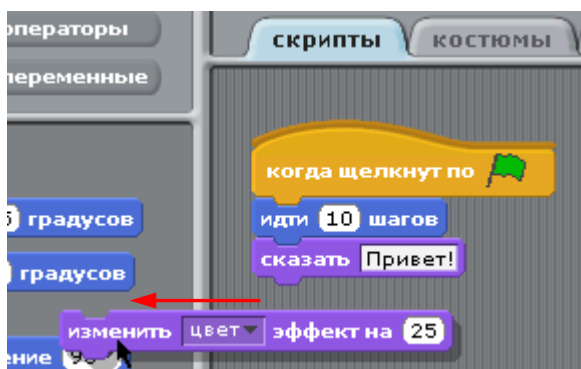 операторы
скрипты костюмы
переменные
когда щелкнут по
идти 10 шагов
градусов
сказать Привет!
градусов
изменить цвет эффект на 25